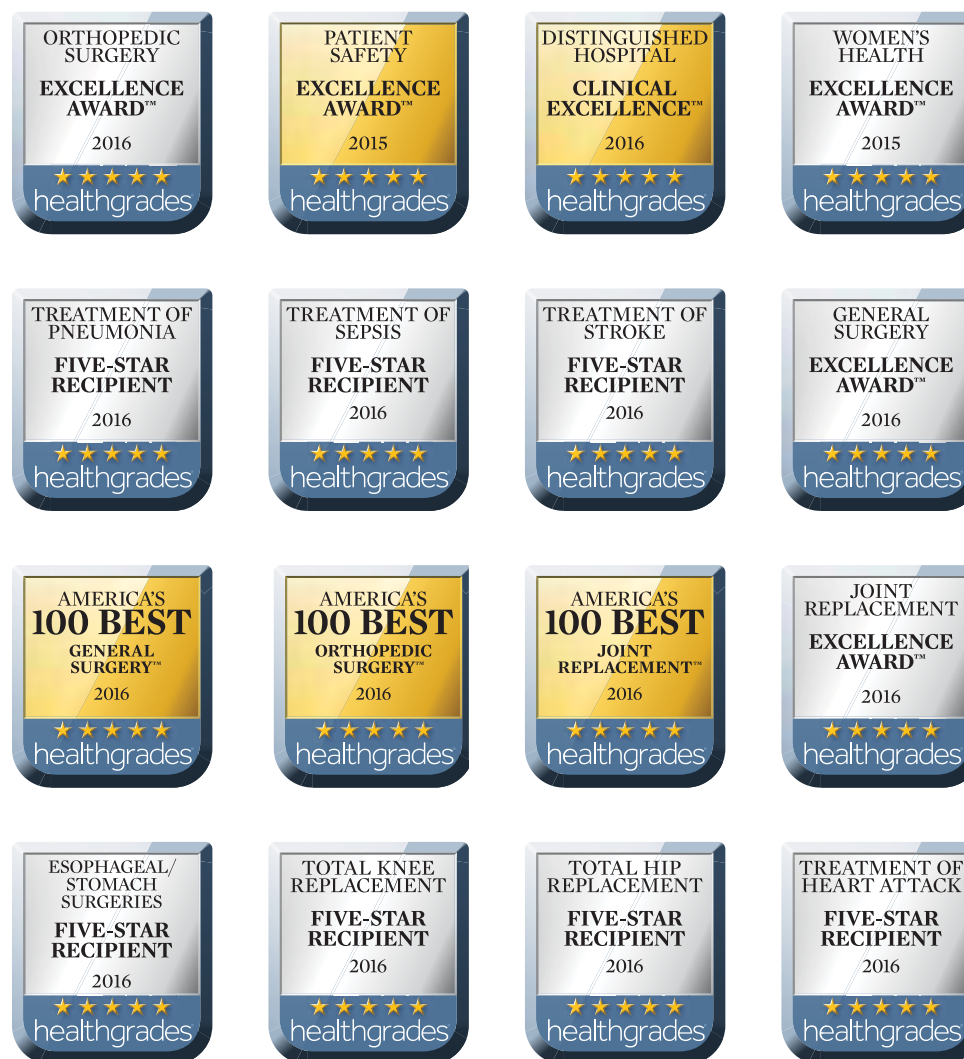 ORTHOPEDIC
SURGERY
EXCELLENCE
AWARD™
2016
healthgrades
PATIENT
SAFETY
EXCELLENCE
AWARD™
2015
healthgrades
DISTINGUISHED
HOSPITAL
CLINICAL
EXCELLENCE™
2016
healthgrades
WOMEN'S
HEALTH
EXCELLENCE
AWARD™
2015
healthgrades
TREATMENT OF
PNEUMONIA
FIVE-STAR
RECIPIENT
2016
healthgrades
TREATMENT OF
SEPSIS
FIVE-STAR
RECIPIENT
2016
healthgrades
TREATMENT OF
STROKE
FIVE-STAR
RECIPIENT
2016
healthgrades
GENERAL
SURGERY
EXCELLENCE
AWARD™
2016
healthgrades
AMERICA'S
100 BEST
GENERAL
SURGERY™
2016
healthgrades
AMERICA'S
100 BEST
ORTHOPEDIC
SURGERY™
2016
healthgrades
AMERICA'S
100 BEST
JOINT
REPLACEMENT™
2016
healthgrades
JOINT
REPLACEMENT
EXCELLENCE
AWARD™
2016
healthgrades
ESOPHAGEAL/
STOMACH
SURGERIES
FIVE-STAR
RECIPIENT
2016
healthgrades
TOTAL KNEE
REPLACEMENT
FIVE-STAR
RECIPIENT
2016
healthgrades
TOTAL HIP
REPLACEMENT
FIVE-STAR
RECIPIENT
2016
healthgrades
TREATMENT OF
HEART ATTACK
FIVE-STAR
RECIPIENT
2016
healthgrades